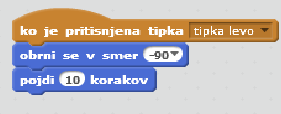 ko je pritisnjena tipka tipka levo
obrni se v smer -90
pojdi 10 korakov